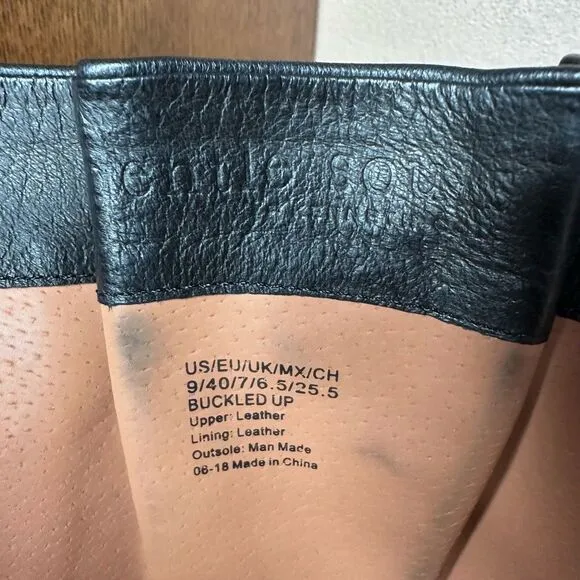 US/EU/UK/MX/CH
9/40/7/6.5/25.5
BUCKLED UP
Upper: Leather
Lining: Leather
Outsole: Man Made
06-18 Made in China